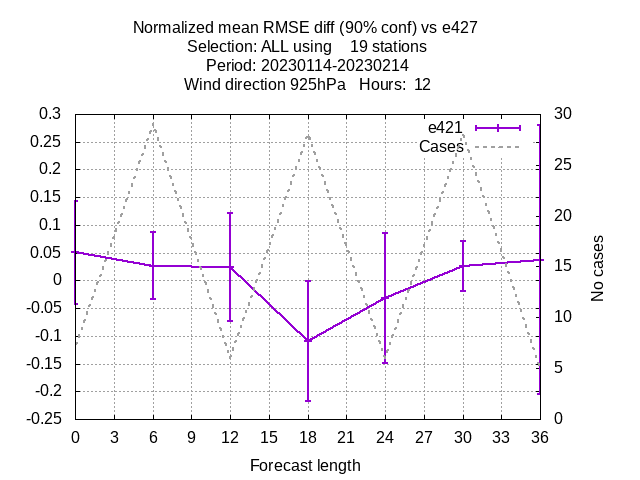 Normalized mean RMSE diff (90% conf) vs e427
Selection: ALL using    19 stations
Period: 20230114-20230214
Wind direction 925hPa   Hours:  12
0.3
0.25
0.2
0.15
0.1
0.05
0
-0.05
-0.1
-0.15
-0.2
-0.25
e421
Cases
30
25
20
15
10
5
0
No cases
0 3 6 9 12 15 18 21 24 27 30 33 36
Forecast length